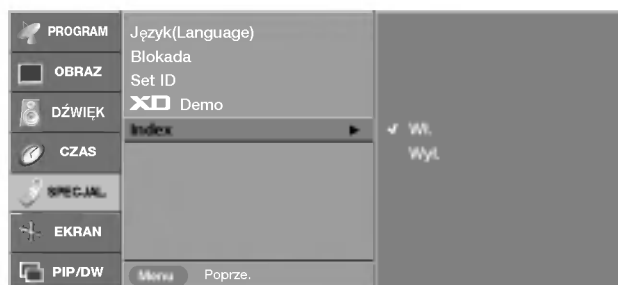 PROGRAM
OBRAZ
DŹWIĘK
CZAS
SPECJAL.
EKRAN
PIP/DW
Język(Language)
Blokada
Set ID
XD Demo
Index
Wł.
Wył.
Menu Poprze.